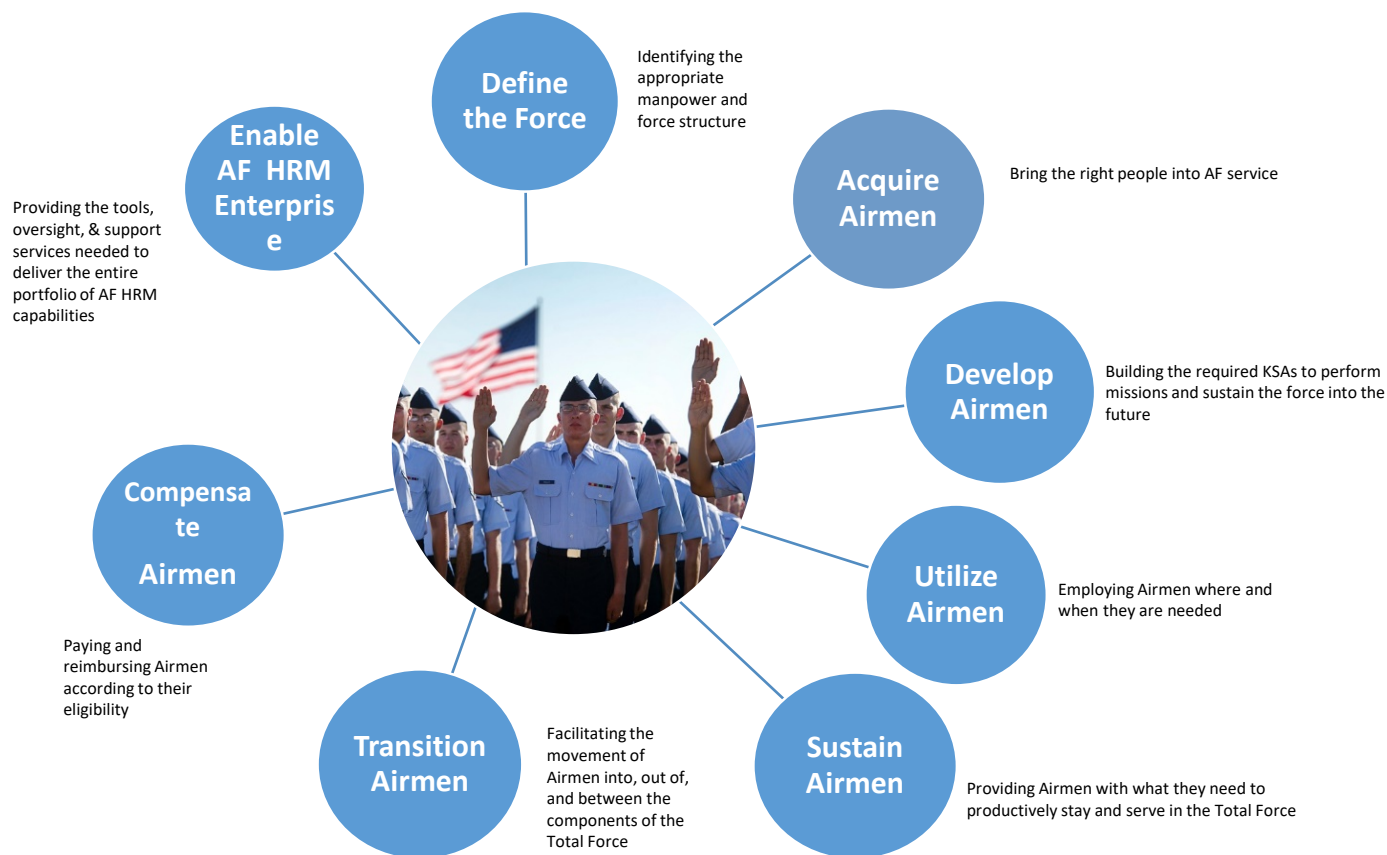 Define
the Force
Identifying the
appropriate
manpower and
force structure
Acquire
Airmen
Bring the right people into AF service
Develop
Airmen
Building the required KSAs to perform
missions and sustain the force into the
future
Utilize
Airmen
Employing Airmen where and
when they are needed
Sustain
Airmen
Providing Airmen with what they need to
productively stay and serve in the Total Force
Transition
Airmen
Facilitating the
movement of
Airmen into, out of,
and between the
components of the
Total Force
Compensa
te
Airmen
Paying and
reimbursing Airmen
according to their
eligibility
Enable
AF HRM
Enterpris
e
Providing the tools,
oversight, & support
services needed to
deliver the entire
portfolio of AF HRM
capabilities